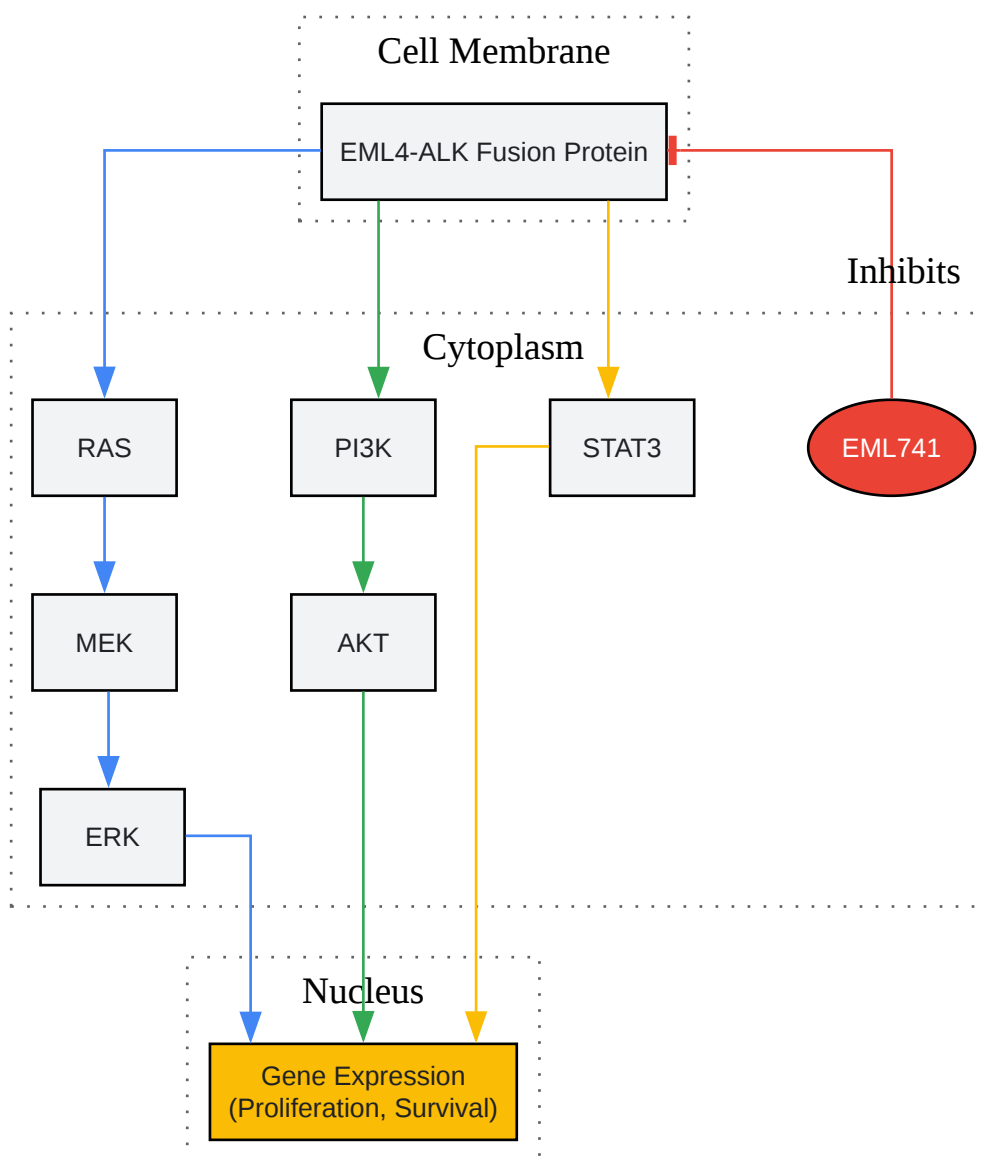 Cell Membrane
EML4-ALK Fusion Protein
Inhibits
Cytoplasm
RAS
PI3K
STAT3
EML741
MEK
AKT
ERK
Nucleus
Gene Expression
(Proliferation, Survival)